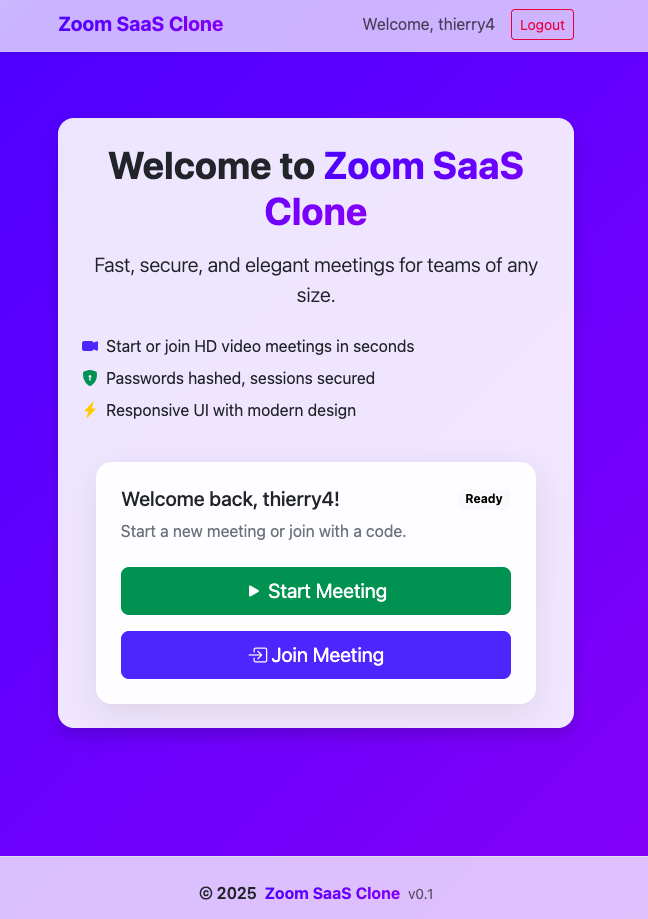 Zoom SaaS Clone Welcome, thierry4 Logout
Welcome to Zoom SaaS
Clone
Fast, secure, and elegant meetings for teams of any
size.
Start or join HD video meetings in seconds
Passwords hashed, sessions secured
Responsive UI with modern design
Welcome back, thierry4! Ready
Start a new meeting or join with a code.
Start Meeting
Join Meeting
© 2025 Zoom SaaS Clone v0.1